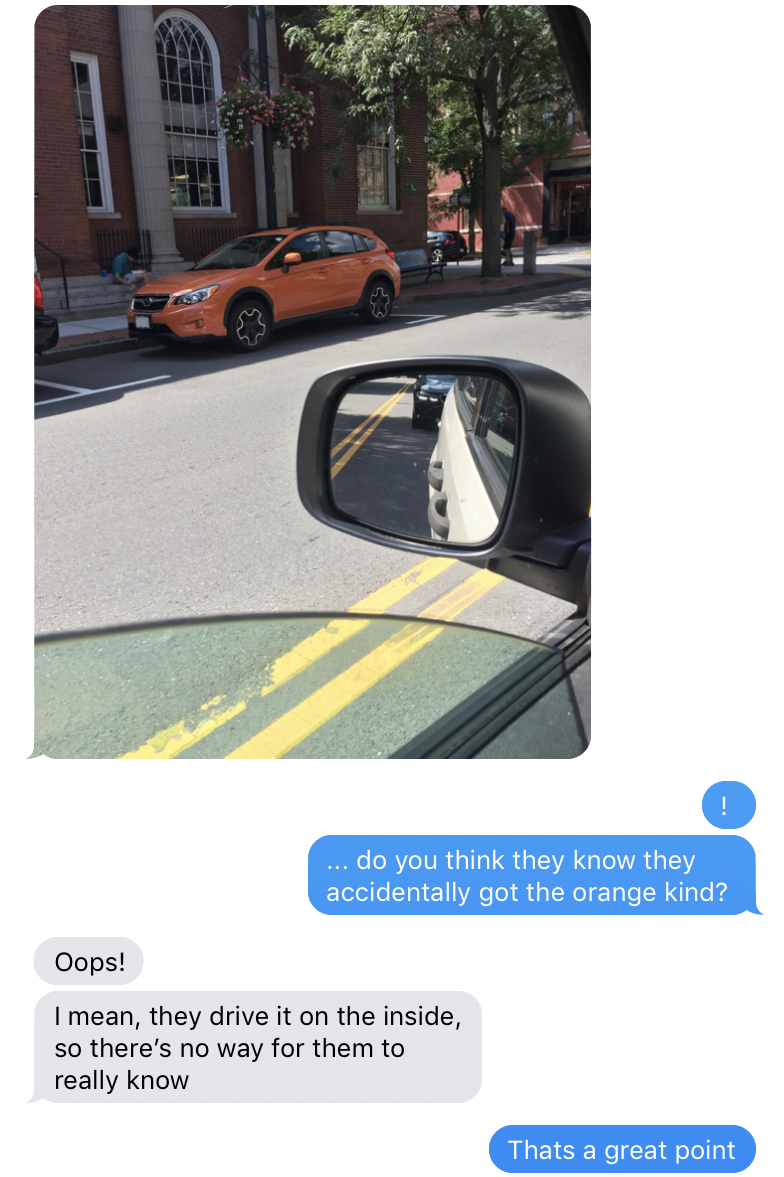 !
... do you think they know they
accidentally got the orange kind?
Oops!
I mean, they drive it on the inside,
so there’s no way for them to
really know
Thats a great point